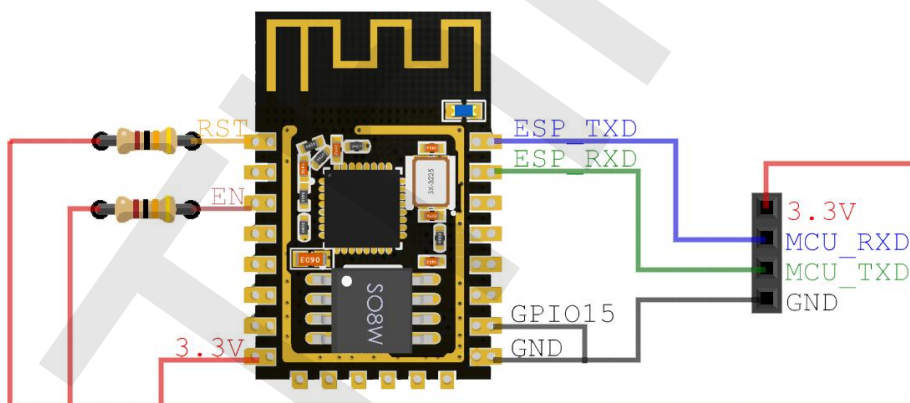 RST
EN
3.3V
ESP_TXD
ESP_RXD
GPIO15
GND
3.3V
MCU_RXD
MCU_TXD
GND
SO8W
0603